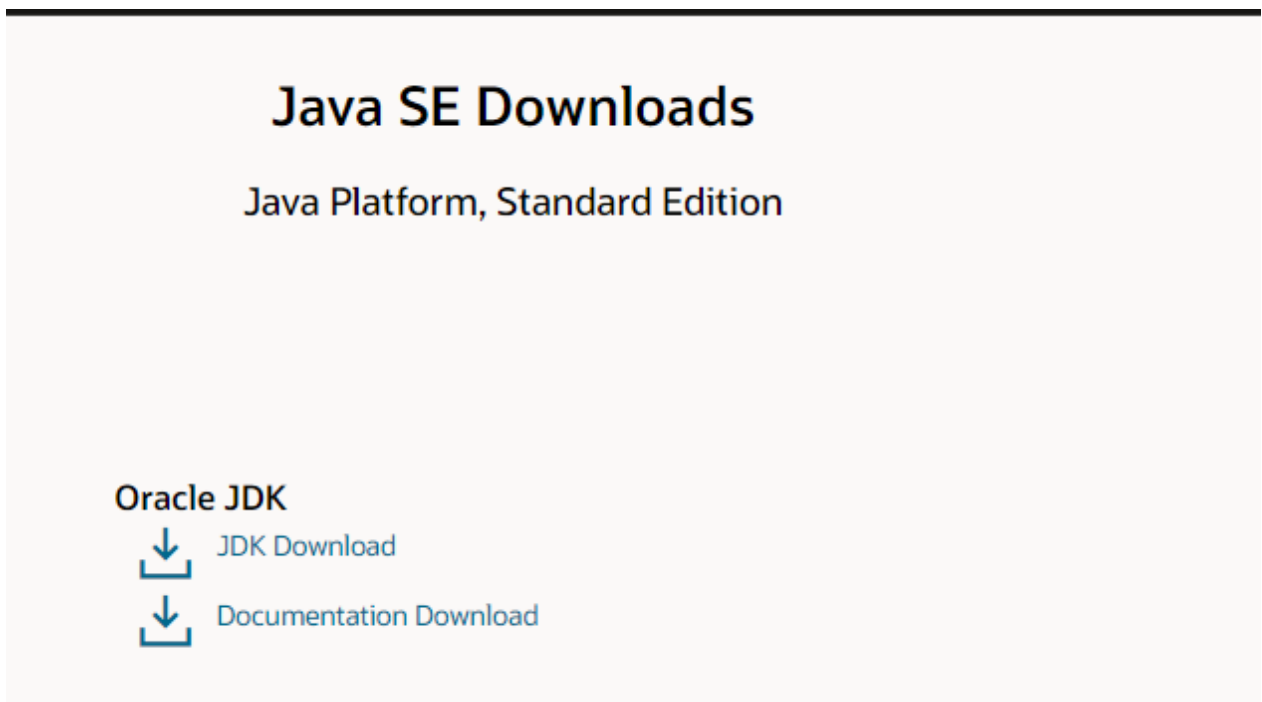 Java SE Downloads
Java Platform, Standard Edition
Oracle JDK
JDK Download
Documentation Download